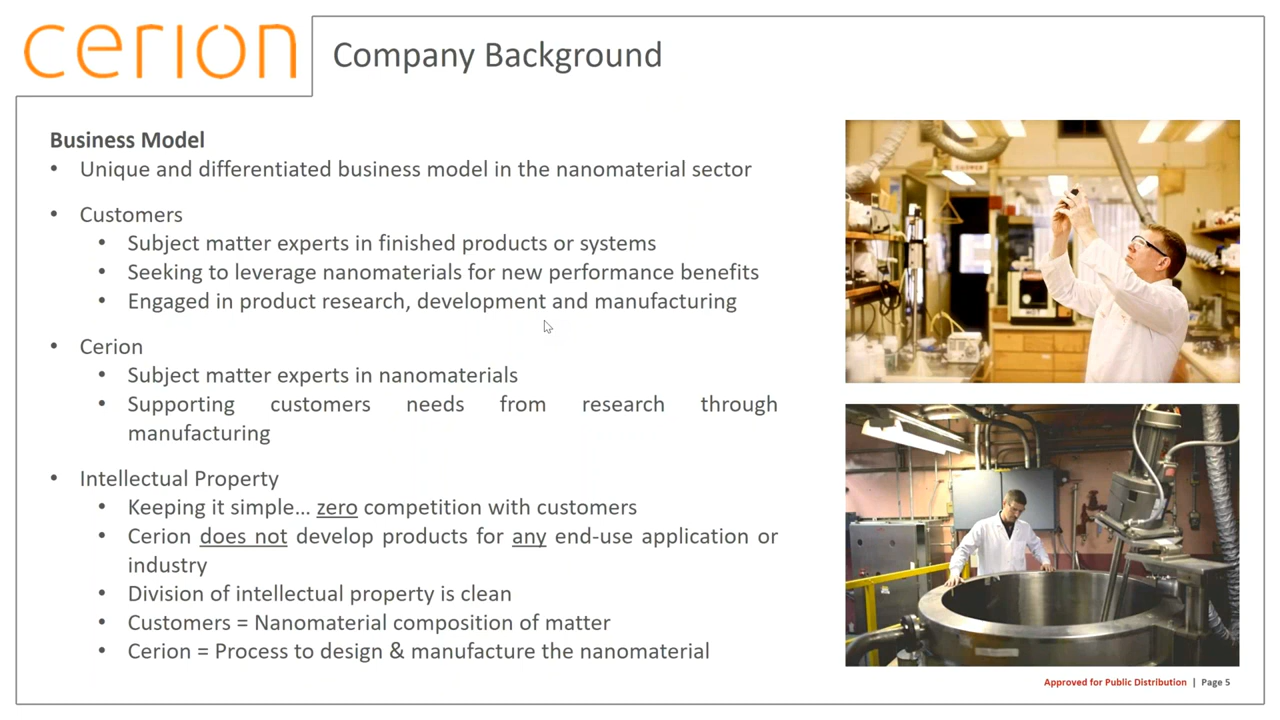 cerion
Company Background
Business Model
• Unique and differentiated business model in the nanomaterial sector
• Customers
• Subject matter experts in finished products or systems
• Seeking to leverage nanomaterials for new performance benefits
• Engaged in product research, development and manufacturing
• Cerion
• Subject matter experts in nanomaterials
• Supporting customers needs from research through
manufacturing
• Intellectual Property
• Keeping it simple... zero competition with customers
• Cerion does not develop products for any end-use application or
industry
• Division of intellectual property is clean
• Customers = Nanomaterial composition of matter
• Cerion = Process to design & manufacture the nanomaterial
Approved for Public Distribution | Page 5